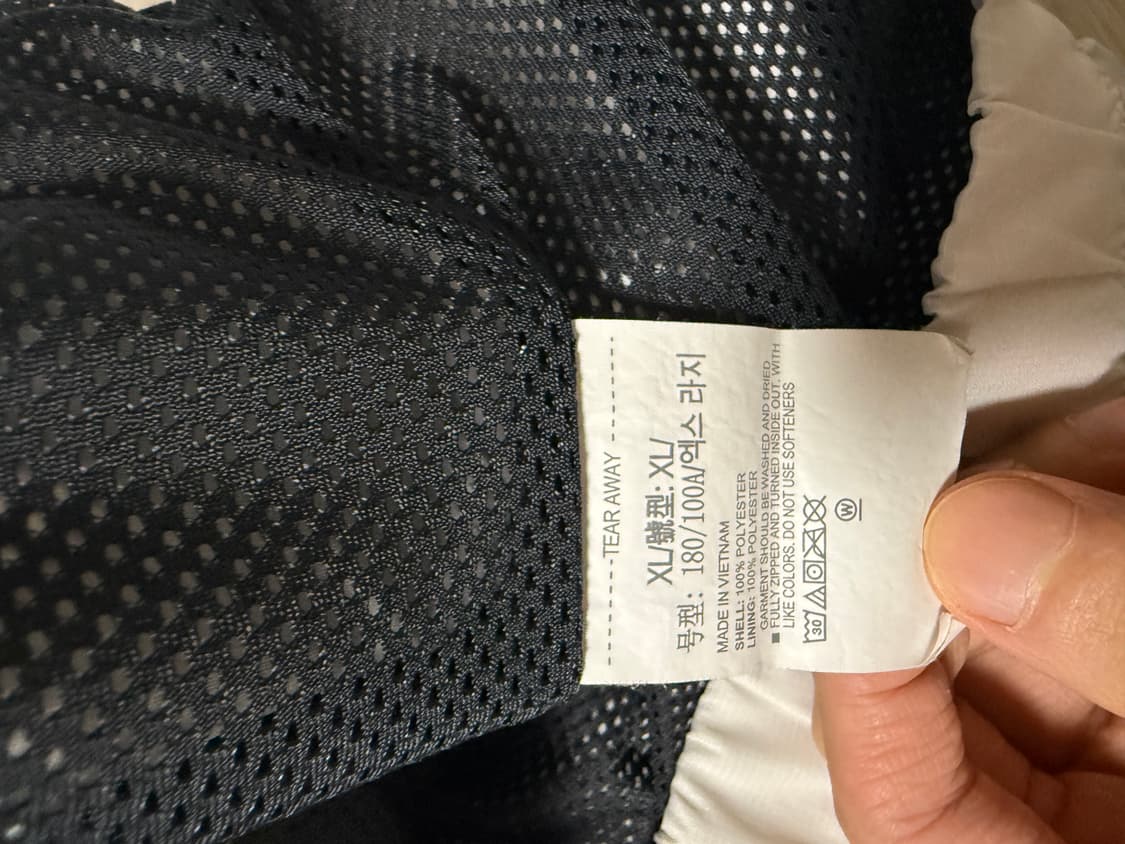 TEAR AWAY
XL/號型: XL/
号型: 180/100A/엑스 라지
MADE IN VIETNAM
SHELL: 100% POLYESTER
LINING: 100% POLYESTER
GARMENT SHOULD BE WASHED AND DRIED
FULLY ZIPPED AND TURNED INSIDE OUT. WITH
LIKE COLORS. DO NOT USE SOFTENERS
30
W